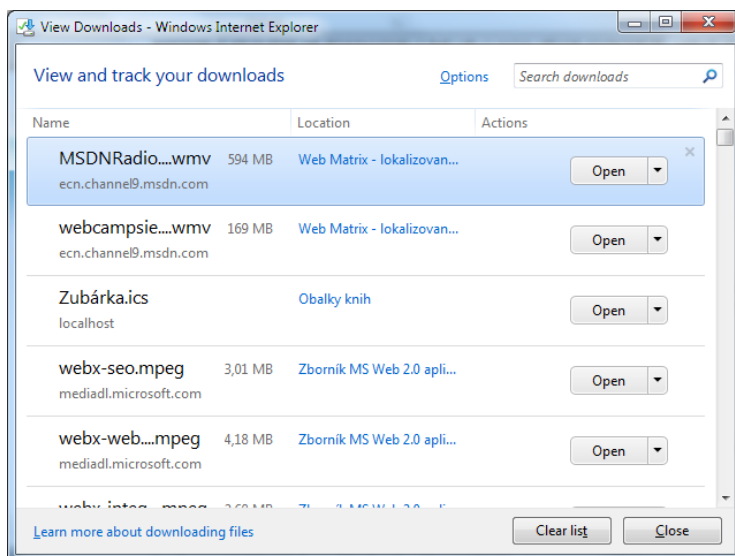 View Downloads - Windows Internet Explorer
View and track your downloads Options Search downloads
Name Location Actions
MSDNRadio....wmv 594 MB Web Matrix - lokalizovan... Open
ecn.channel9.msdn.com
webcampsie....wmv 169 MB Web Matrix - lokalizovan... Open
ecn.channel9.msdn.com
Zubárka.ics Obalky knih Open
localhost
webx-seo.mpeg 3,01 MB Zborník MS Web 2.0 apli... Open
mediadl.microsoft.com
webx-web....mpeg 4,18 MB Zborník MS Web 2.0 apli... Open
mediadl.microsoft.com
Learn more about downloading files Clear list Close